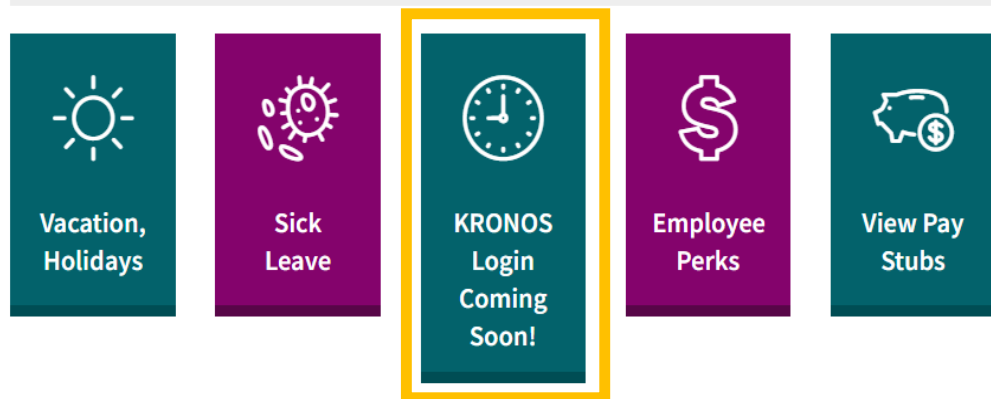 Vacation,
Holidays
Sick
Leave
KRONOS
Login
Coming
Soon!
Employee
Perks
View Pay
Stubs